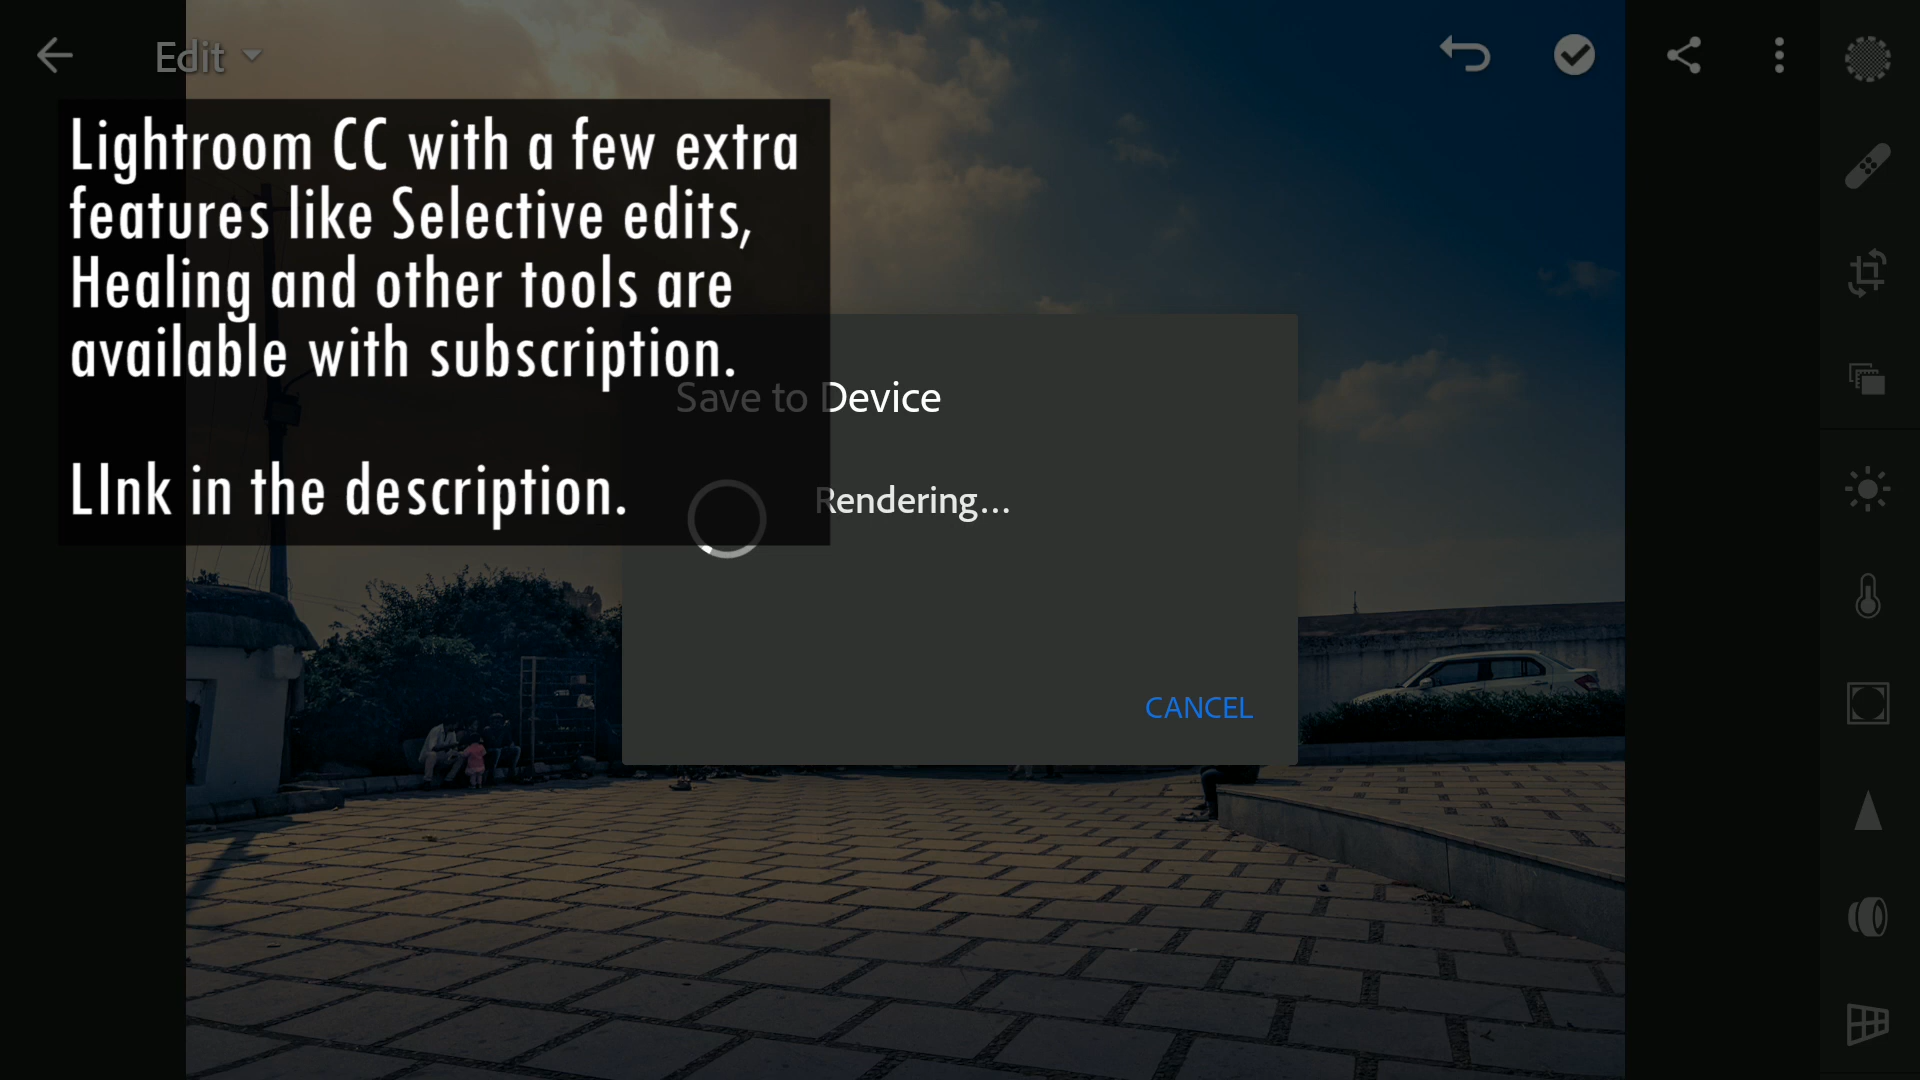 Edit
Lightroom CC with a few extra
features like Selective edits,
Healing and other tools are
available with subscription.
LInk in the description.
Save to Device
Rendering...
CANCEL